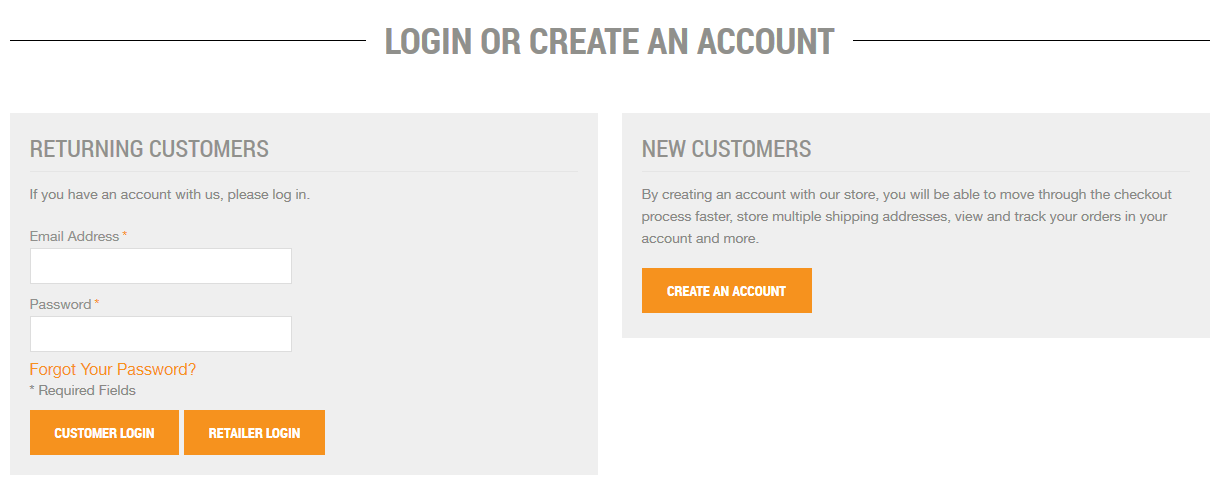 LOGIN OR CREATE AN ACCOUNT
RETURNING CUSTOMERS
If you have an account with us, please log in.
Email Address *
Password *
Forgot Your Password?
* Required Fields
CUSTOMER LOGIN
RETAILER LOGIN
NEW CUSTOMERS
By creating an account with our store, you will be able to move through the checkout
process faster, store multiple shipping addresses, view and track your orders in your
account and more.
CREATE AN ACCOUNT